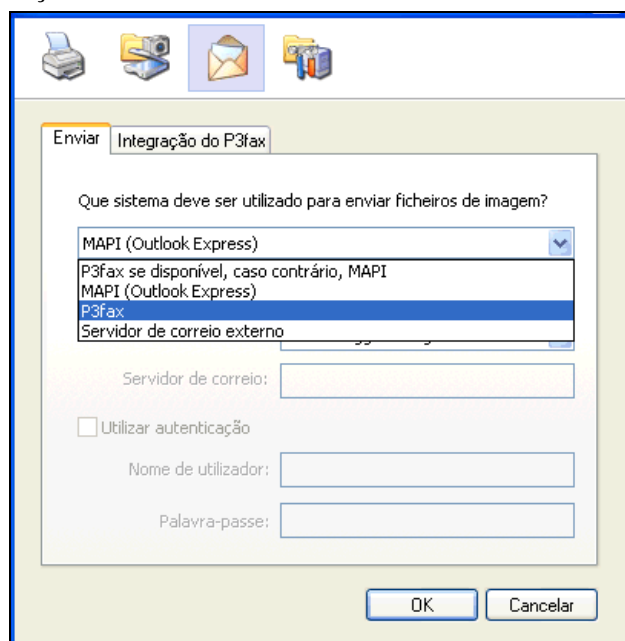 Enviar Integração do P3fax
Que sistema deve ser utilizado para enviar ficheiros de imagem?
MAPI (Outlook Express)
P3fax se disponível, caso contrário, MAPI
MAPI (Outlook Express)
P3fax
Servidor de correio externo
Servidor de correio:
Utilizar autenticação
Nome de utilizador:
Palavra-passe:
OK Cancelar